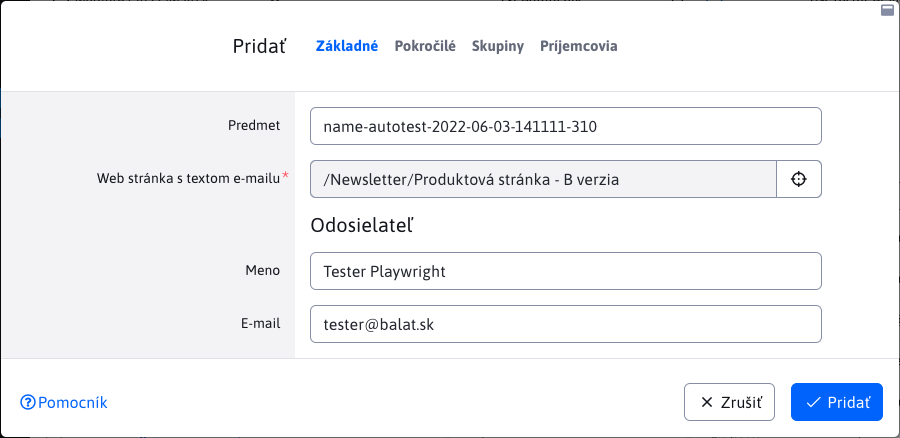 Pridať Základné Pokročilé Skupiny Príjemcovia
Predmet name-autotest-2022-06-03-141111-310
Web stránka s textom e-mailu* /Newsletter/Produktová stránka - B verzia
Odosielateľ
Meno Tester Playwright
E-mail tester@balat.sk
Pomocník Zrušiť Pridať